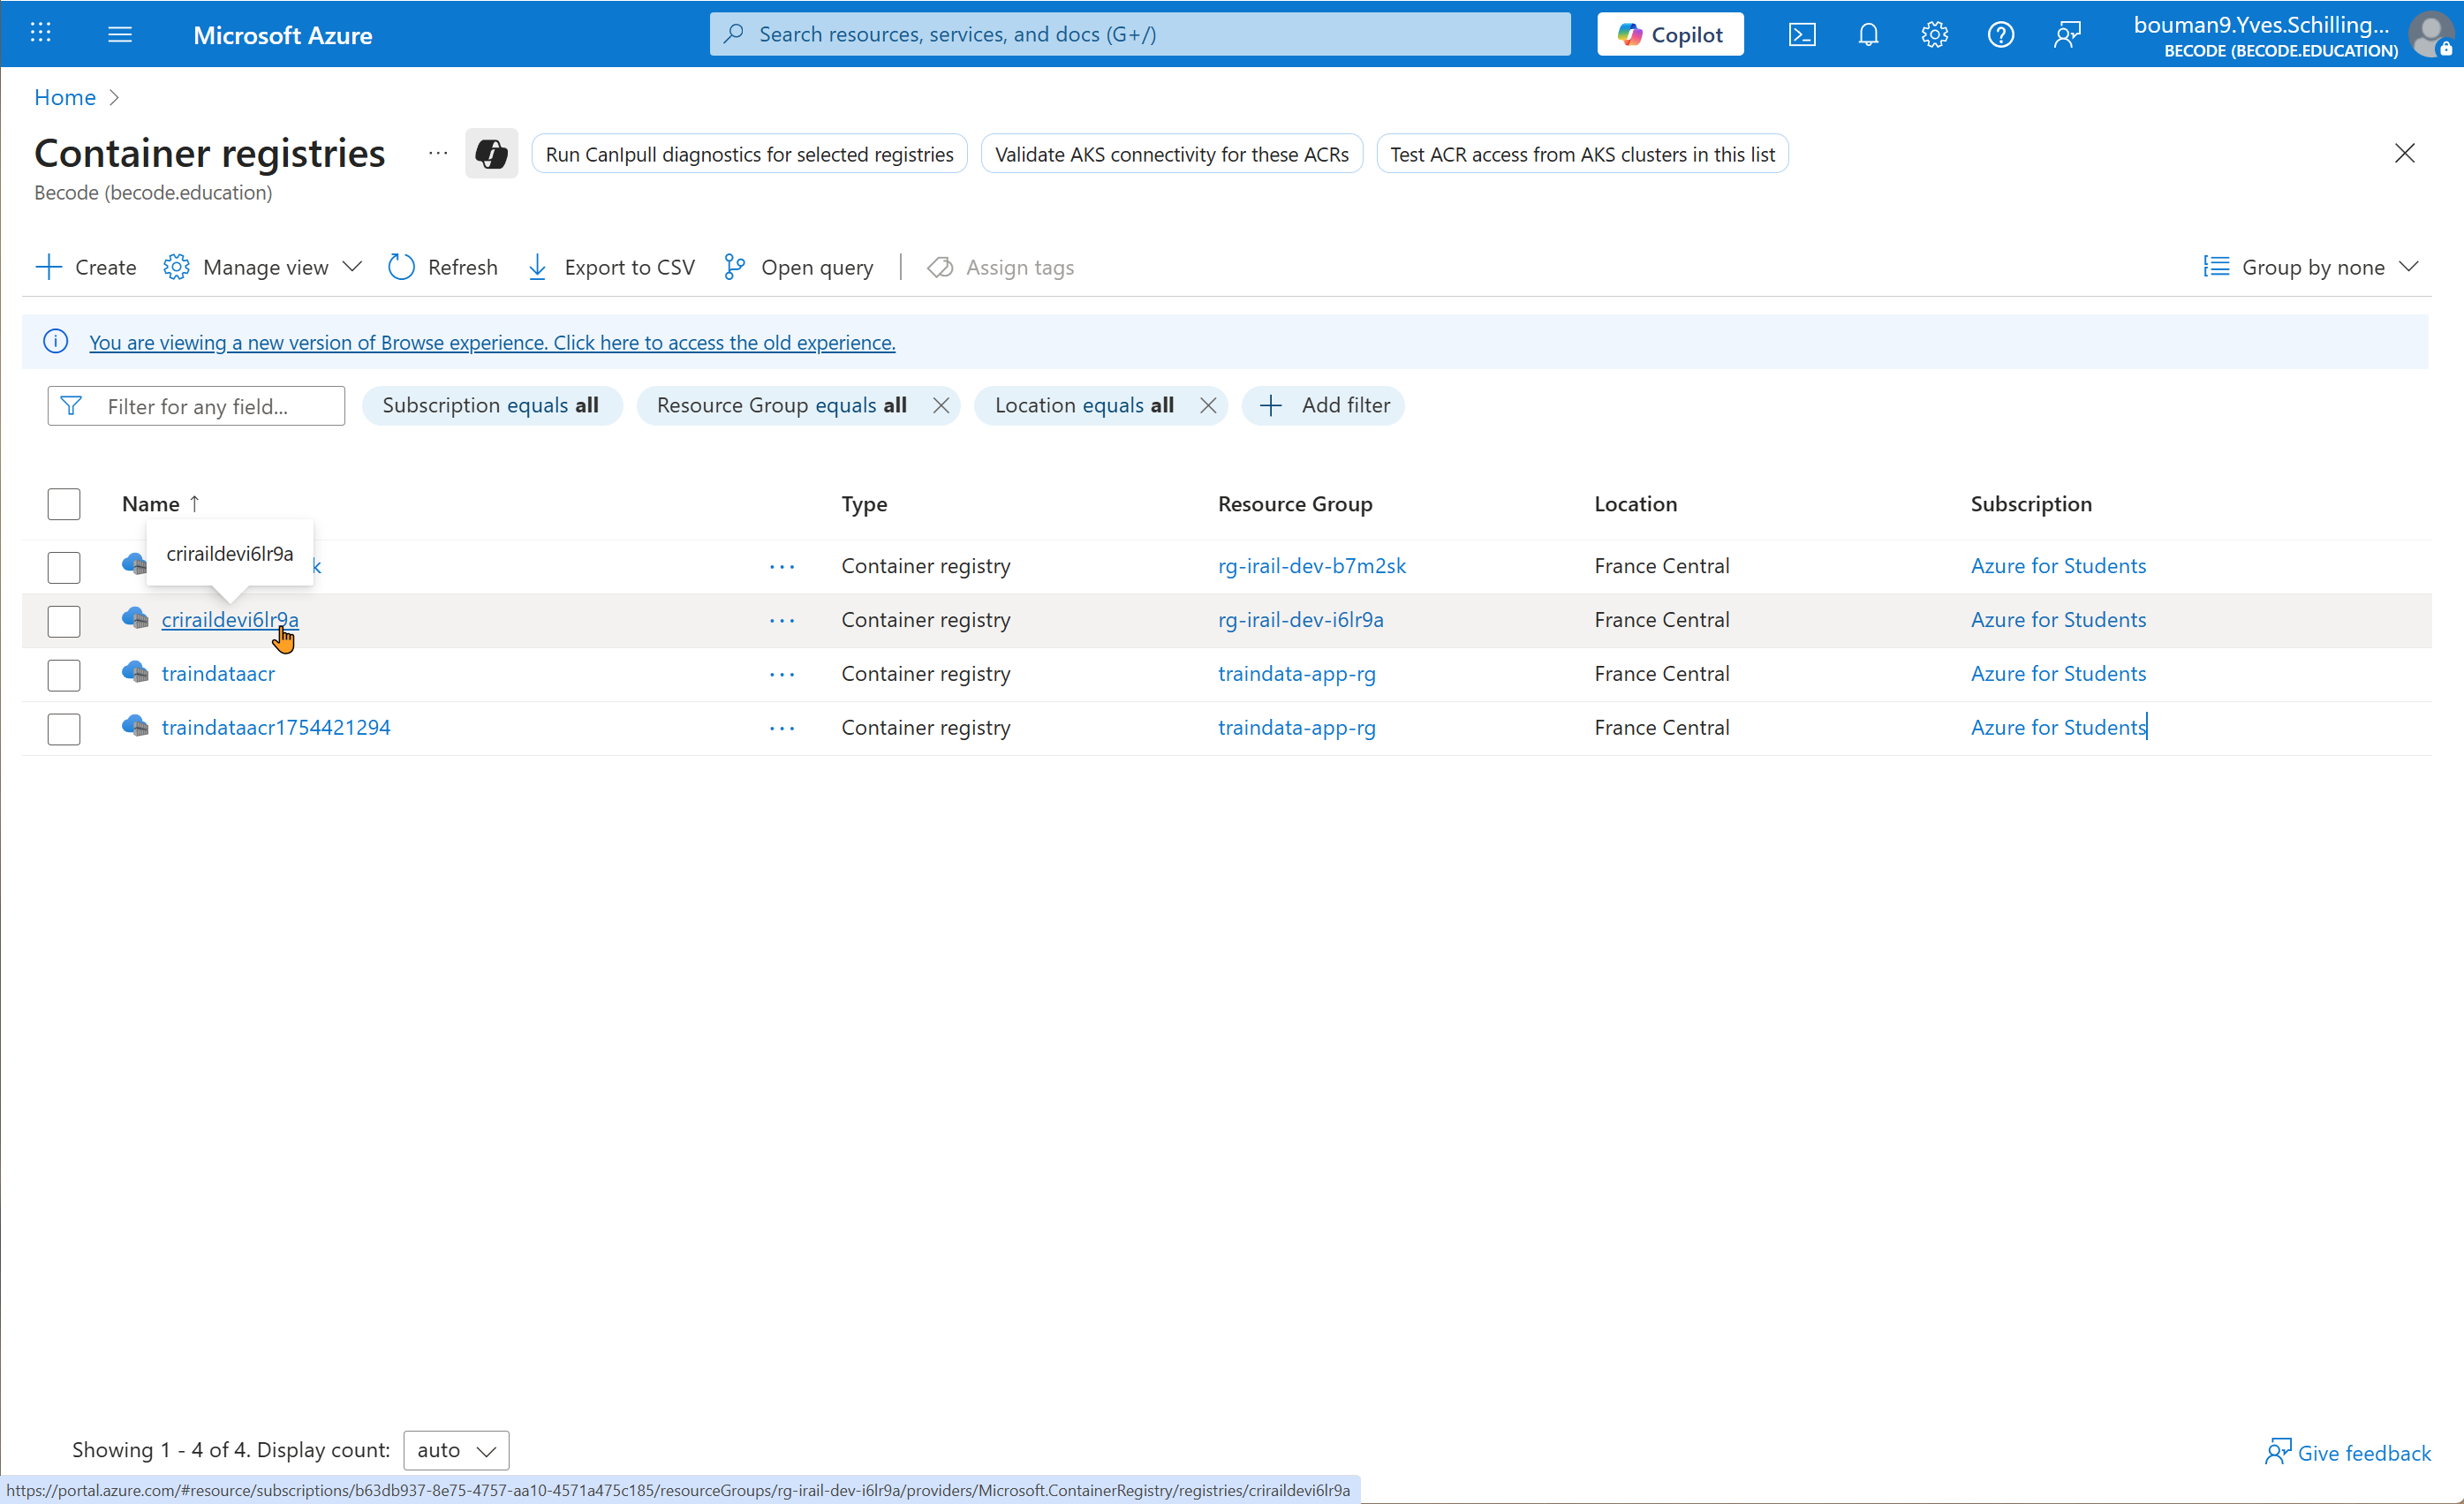 Microsoft Azure
Search resources, services, and docs (G+/)
Copilot
bouman9.Yves.Schilling...
BECODE (BECODE.EDUCATION)
Home
Container registries
...
Run CanIpull diagnostics for selected registries
Validate AKS connectivity for these ACRs
Test ACR access from AKS clusters in this list
Becode (becode.education)
Create
Manage view
Refresh
Export to CSV
Open query
Assign tags
Group by none
You are viewing a new version of Browse experience. Click here to access the old experience.
Filter for any field...
Subscription equals all
Resource Group equals all
Location equals all
Add filter
Name ↑ Type Resource Group Location Subscription
criraildevi6lr9a
k ... Container registry rg-irail-dev-b7m2sk France Central Azure for Students
criraildevi6lr9a ... Container registry rg-irail-dev-i6lr9a France Central Azure for Students
traindataacr ... Container registry traindata-app-rg France Central Azure for Students
traindataacr1754421294 ... Container registry traindata-app-rg France Central Azure for Students
Showing 1 - 4 of 4. Display count: auto
Give feedback
https://portal.azure.com/#resource/subscriptions/b63db937-8e75-4757-aa10-4571a475c185/resourceGroups/rg-irail-dev-i6lr9a/providers/Microsoft.ContainerRegistry/registries/criraildevi6lr9a